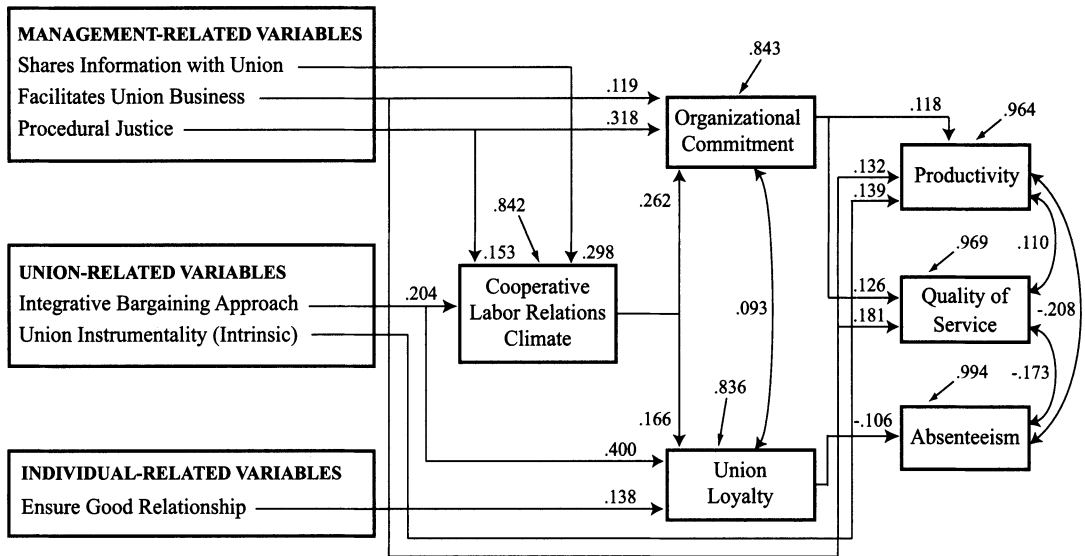 MANAGEMENT-RELATED VARIABLES
Shares Information with Union
Facilitates Union Business
Procedural Justice
.119
.318
.843
Organizational
Commitment
.118
.964
Productivity
.132
.139
.262
.842
.153
.298
UNION-RELATED VARIABLES
Integrative Bargaining Approach
Union Instrumentality (Intrinsic)
.204
Cooperative
Labor Relations
Climate
.093
.969
.110
.126
.181
Quality of
Service
-.208
.994
-.173
.836
.166
-.106
Absenteeism
INDIVIDUAL-RELATED VARIABLES
Ensure Good Relationship
.400
.138
Union
Loyalty